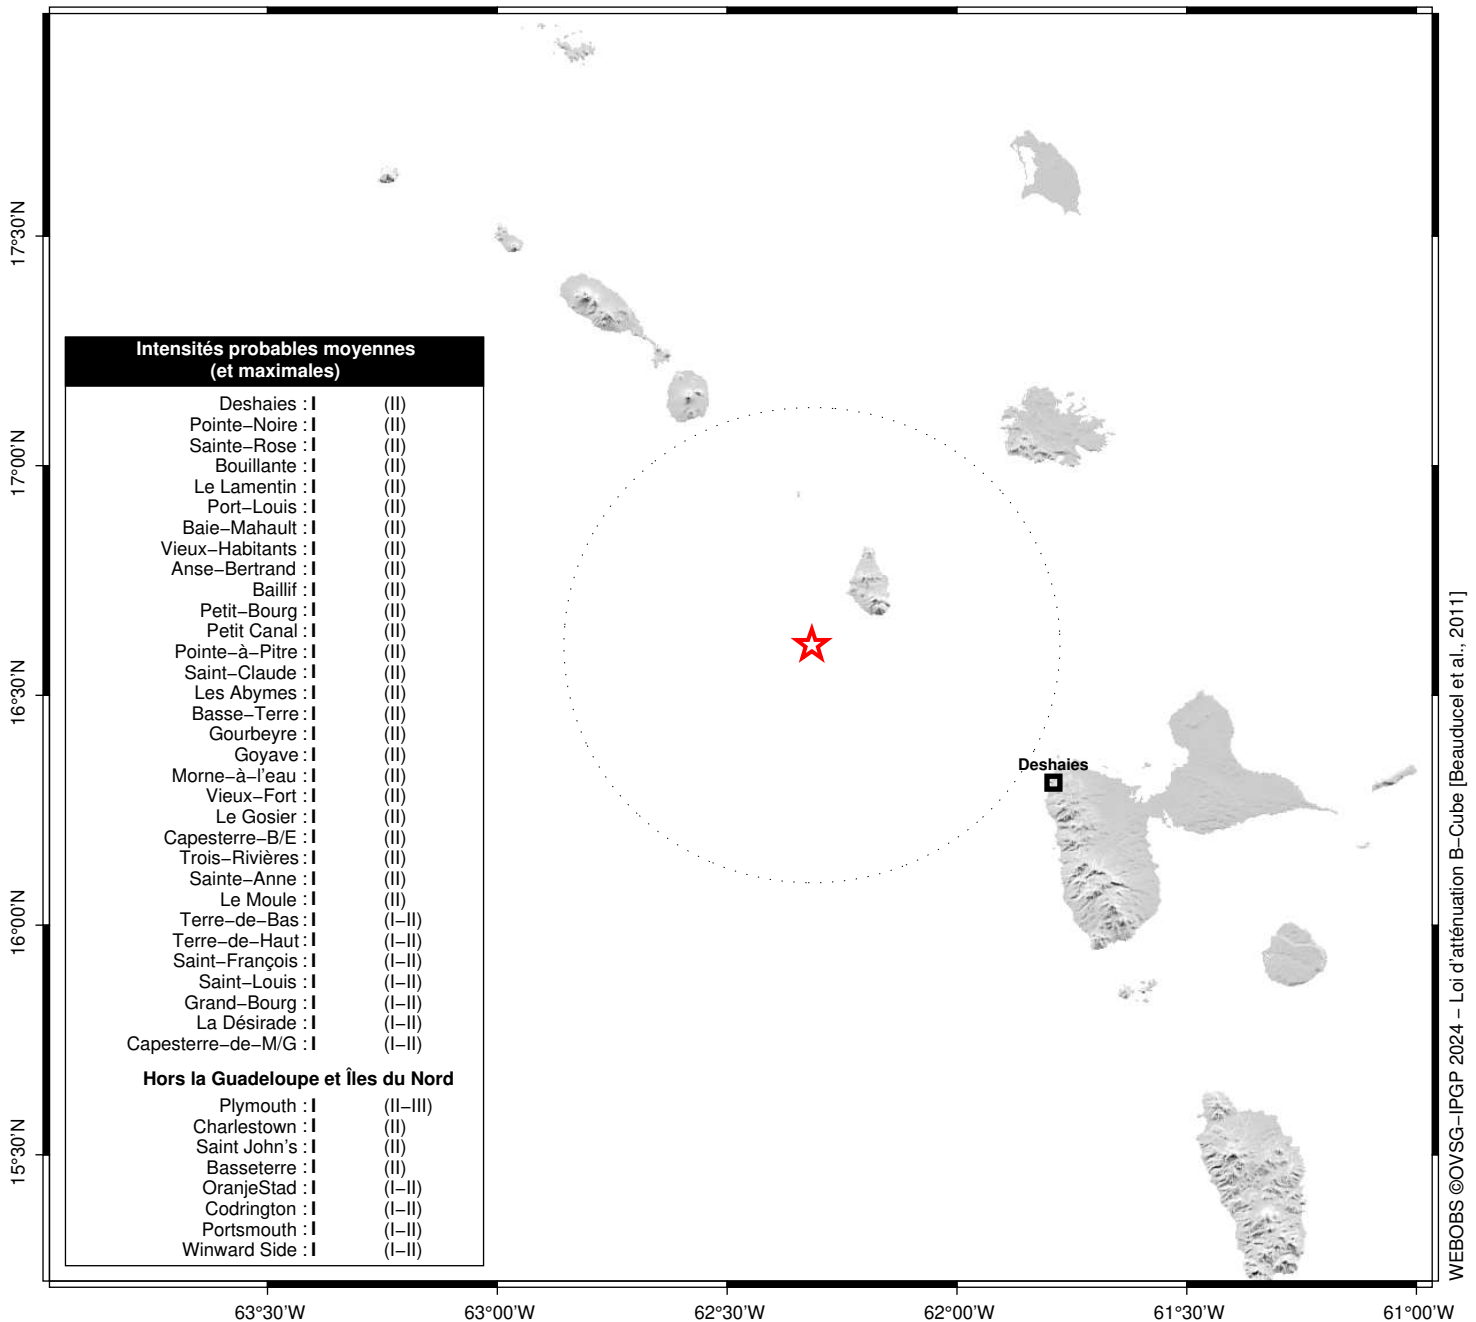 Intensités probables moyennes
(et maximales)
Deshaies : I (II)
Pointe−Noire : I (II)
Sainte−Rose : I (II)
Bouillante : I (II)
Le Lamentin : I (II)
Port−Louis : I (II)
Baie−Mahault : I (II)
Vieux−Habitants : I (II)
Anse−Bertrand : I (II)
Baillif : I (II)
Petit−Bourg : I (II)
Petit Canal : I (II)
Pointe−à−Pitre : I (II)
Saint−Claude : I (II)
Les Abymes : I (II)
Basse−Terre : I (II)
Gourbeyre : I (II)
Goyave : I (II)
Morne−à−l'eau : I (II)
Vieux−Fort : I (II)
Le Gosier : I (II)
Capesterre−B/E : I (II)
Trois−Rivières : I (II)
Sainte−Anne : I (II)
Le Moule : I (II)
Terre−de−Bas : I (I−II)
Terre−de−Haut : I (I−II)
Saint−François : I (I−II)
Saint−Louis : I (I−II)
Grand−Bourg : I (I−II)
La Désirade : I (I−II)
Capesterre−de−M/G : I (I−II)
Hors la Guadeloupe et Îles du Nord
Plymouth : I (II−III)
Charlestown : I (II)
Saint John's : I (II)
Basseterre : I (II)
OranjeStad : I (I−II)
Codrington : I (I−II)
Portsmouth : I (I−II)
Winward Side : I (I−II)
Deshaies
17°30'N
17°00'N
16°30'N
16°00'N
15°30'N
63°30'W
63°00'W
62°30'W
62°00'W
61°30'W
61°00'W
WEBOBS ©OVSG−IPGP 2024 − Loi d'atténuation B−Cube [Beauducel et al., 2011]